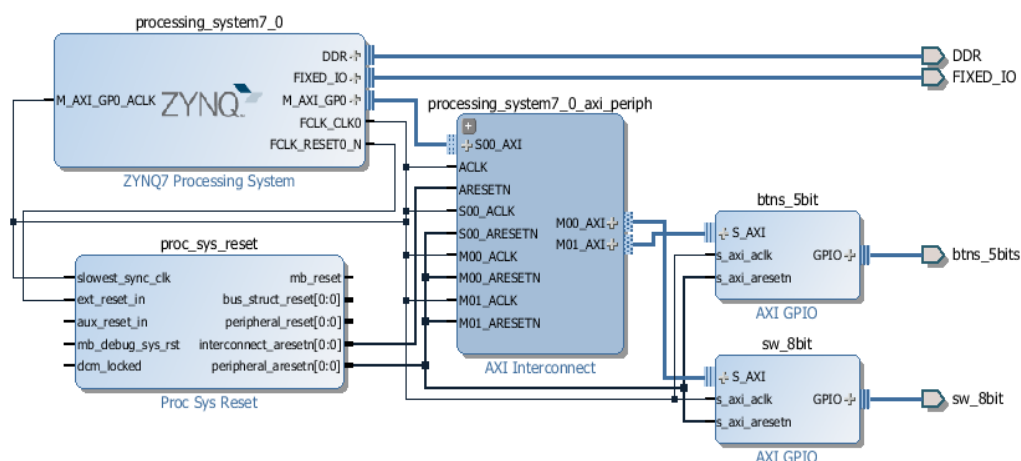 processing_system7_0
DDR
FIXED_IO
M_AXI_GP0_ACLK
M_AXI_GP0
FCLK_CLK0
FCLK_RESET0_N
ZYNQ
ZYNQ7 Processing System
DDR
FIXED_IO
processing_system7_0_axi_periph
S00_AXI
ACLK
ARESETN
S00_ACLK
S00_ARESETN
M00_ACLK
M00_ARESETN
M01_ACLK
M01_ARESETN
M00_AXI
M01_AXI
AXI Interconnect
proc_sys_reset
slowest_sync_clk
ext_reset_in
aux_reset_in
mb_debug_sys_rst
dcm_locked
mb_reset
bus_struct_reset[0:0]
peripheral_reset[0:0]
interconnect_aresetn[0:0]
peripheral_aresetn[0:0]
Proc Sys Reset
btns_5bit
S_AXI
s_axi_aclk
s_axi_aresetn
GPIO
AXI GPIO
btns_5bits
sw_8bit
S_AXI
s_axi_aclk
s_axi_aresetn
GPIO
AXI GPIO
sw_8bit